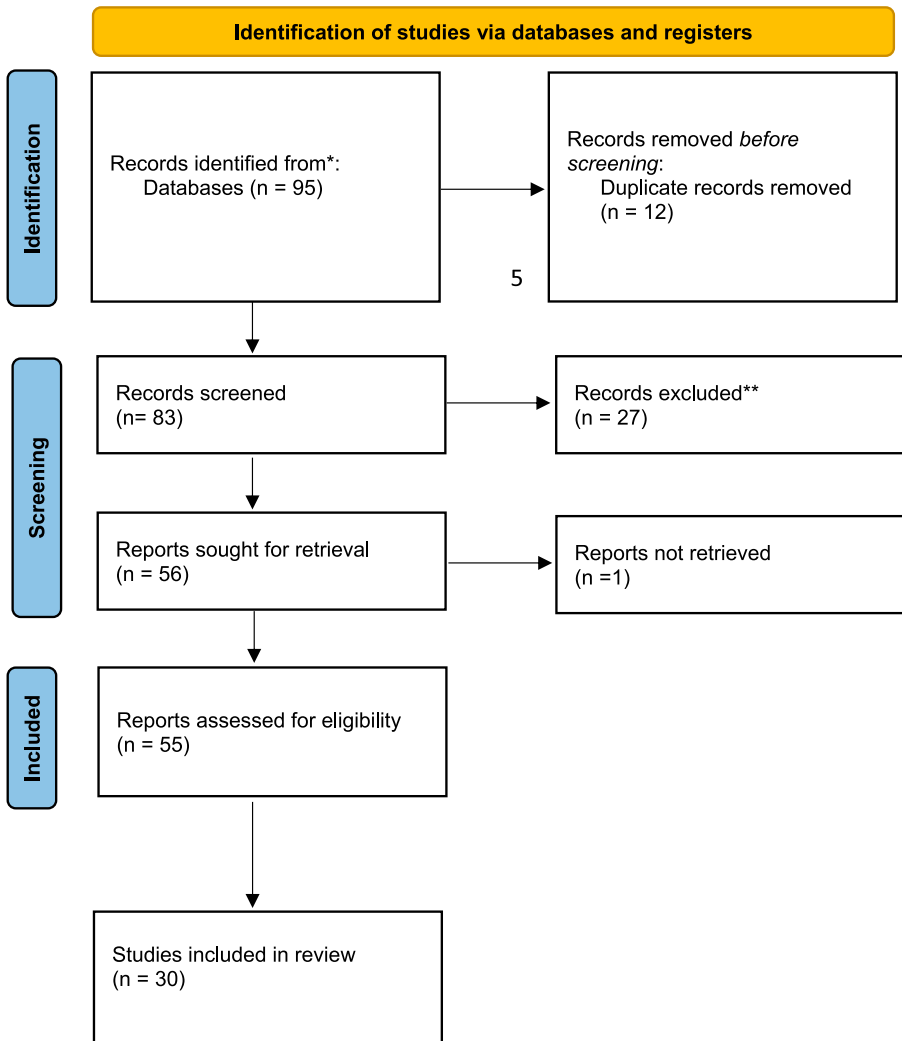 Identification of studies via databases and registers
Identification
Records identified from*:
Databases (n = 95)
Records removed before
screening:
Duplicate records removed
(n = 12)
5
Screening
Records screened
(n= 83)
Records excluded**
(n = 27)
Reports sought for retrieval
(n = 56)
Reports not retrieved
(n =1)
Included
Reports assessed for eligibility
(n = 55)
Studies included in review
(n = 30)